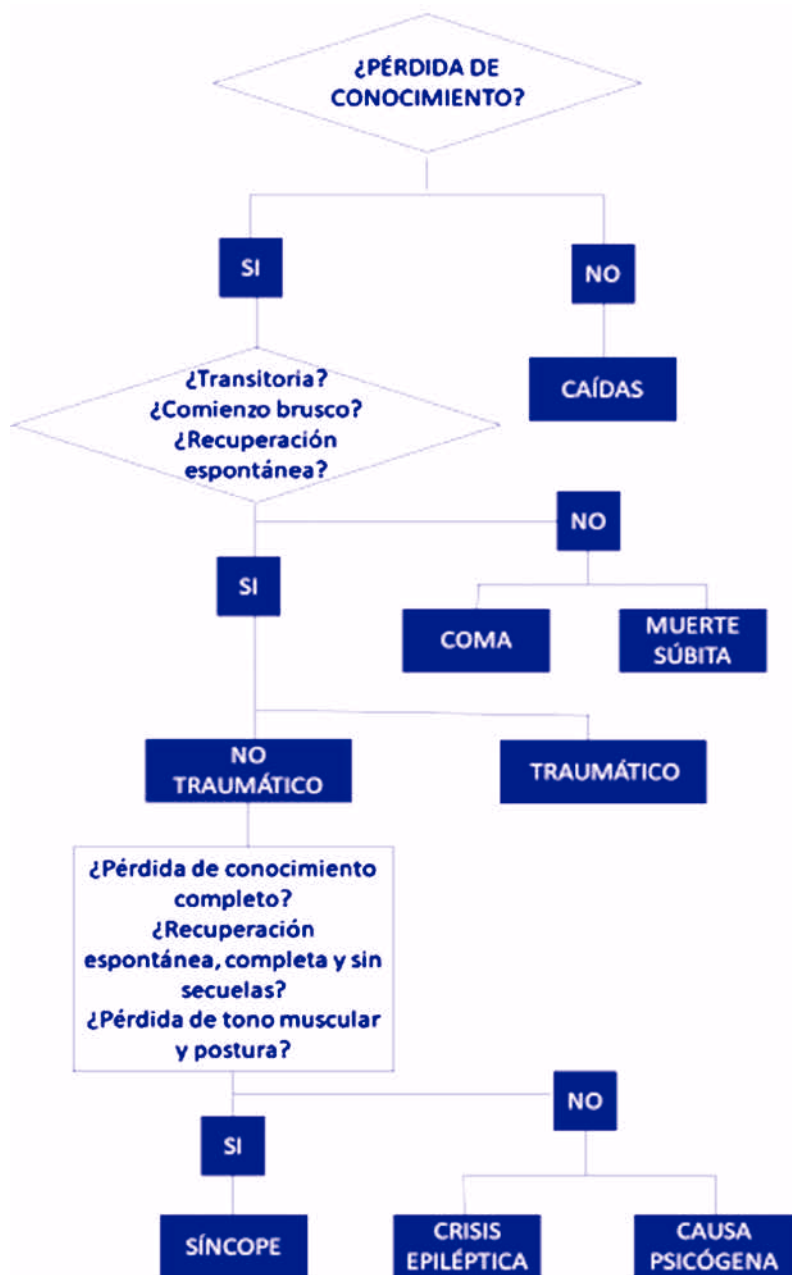 ¿PÉRDIDA DE
CONOCIMIENTO?
SI
NO
¿Transitoria?
¿Comienzo brusco?
¿Recuperación
espontánea?
CAÍDAS
NO
SI
COMA
MUERTE
SÚBITA
NO
TRAUMÁTICO
TRAUMÁTICO
¿Pérdida de conocimiento
completo?
¿Recuperación
espontánea, completa y sin
secuelas?
¿Pérdida de tono muscular
y postura?
NO
SI
SÍNCOPE
CRISIS
EPILÉPTICA
CAUSA
PSICÓGENA